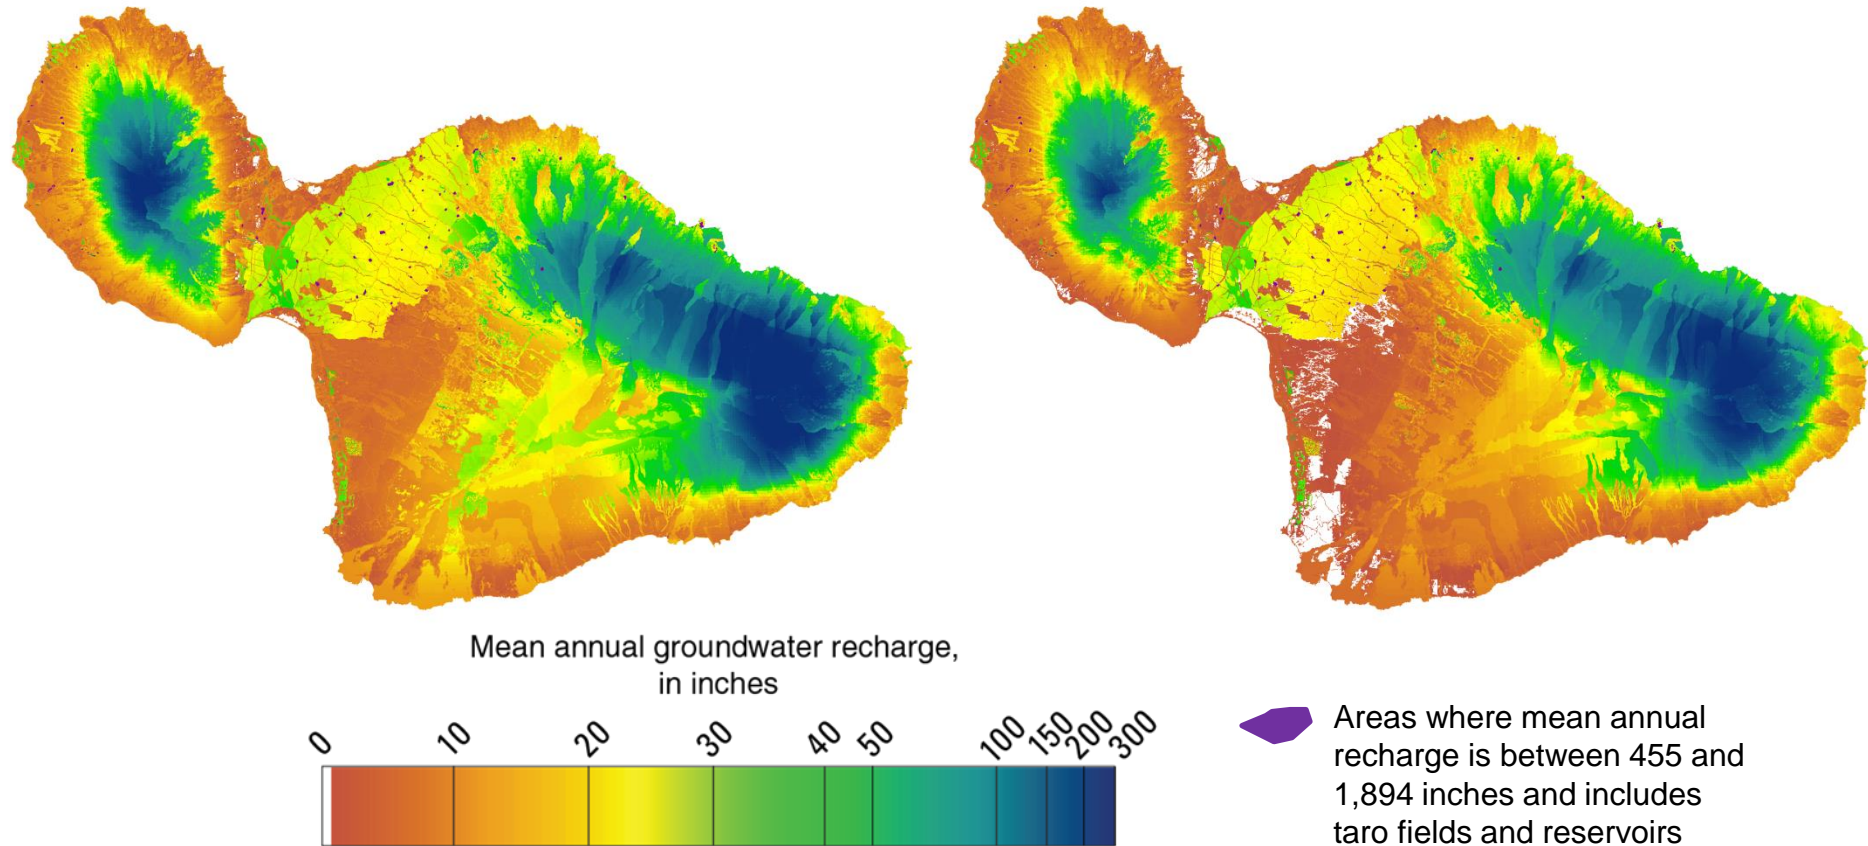 Mean annual groundwater recharge,
in inches
0 10 20 30 40 50 100 150 200 300
Areas where mean annual
recharge is between 455 and
1,894 inches and includes
taro fields and reservoirs